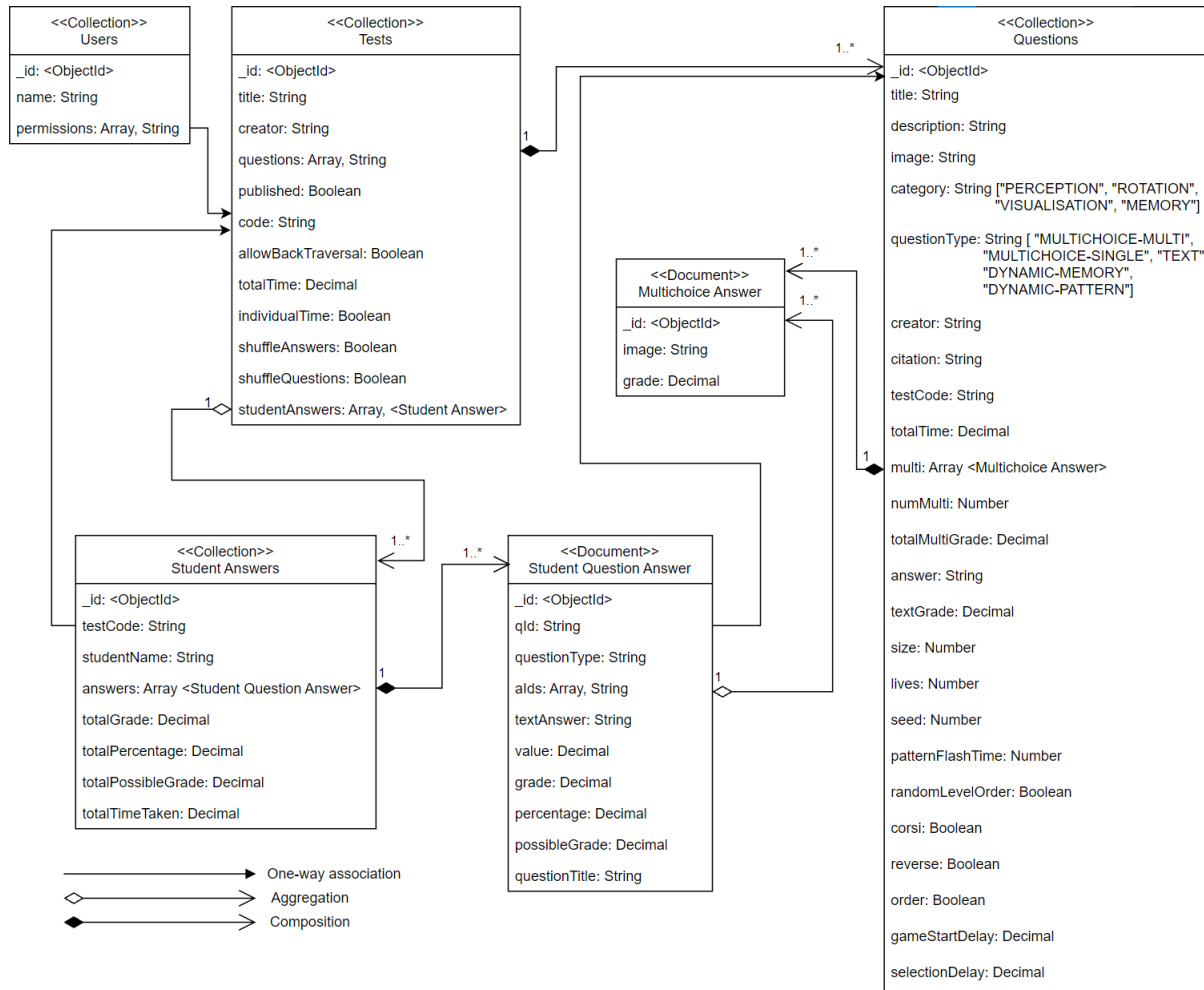 <<Collection>>
Users
_id: <ObjectId>
name: String
permissions: Array, String
<<Collection>>
Tests
_id: <ObjectId>
title: String
creator: String
questions: Array, String
published: Boolean
code: String
allowBackTraversal: Boolean
totalTime: Decimal
individualTime: Boolean
shuffleAnswers: Boolean
shuffleQuestions: Boolean
studentAnswers: Array, <Student Answer>
1
1..*
1
<<Collection>>
Questions
_id: <ObjectId>
title: String
description: String
image: String
category: String ["PERCEPTION", "ROTATION",
"VISUALISATION", "MEMORY"]
questionType: String [ "MULTICHOICE-MULTI",
"MULTICHOICE-SINGLE", "TEXT"
"DYNAMIC-MEMORY",
"DYNAMIC-PATTERN"]
creator: String
citation: String
testCode: String
totalTime: Decimal
multi: Array <Multichoice Answer>
numMulti: Number
totalMultiGrade: Decimal
answer: String
textGrade: Decimal
size: Number
lives: Number
seed: Number
patternFlashTime: Number
randomLevelOrder: Boolean
corsi: Boolean
reverse: Boolean
order: Boolean
gameStartDelay: Decimal
selectionDelay: Decimal
<<Document>>
Multichoice Answer
_id: <ObjectId>
image: String
grade: Decimal
1..*
1..*
1
<<Collection>>
Student Answers
_id: <ObjectId>
testCode: String
studentName: String
answers: Array <Student Question Answer>
totalGrade: Decimal
totalPercentage: Decimal
totalPossibleGrade: Decimal
totalTimeTaken: Decimal
1..*
1
1..*
<<Document>>
Student Question Answer
_id: <ObjectId>
qId: String
questionType: String
aIds: Array, String
textAnswer: String
value: Decimal
grade: Decimal
percentage: Decimal
possibleGrade: Decimal
questionTitle: String
1
One-way association
Aggregation
Composition